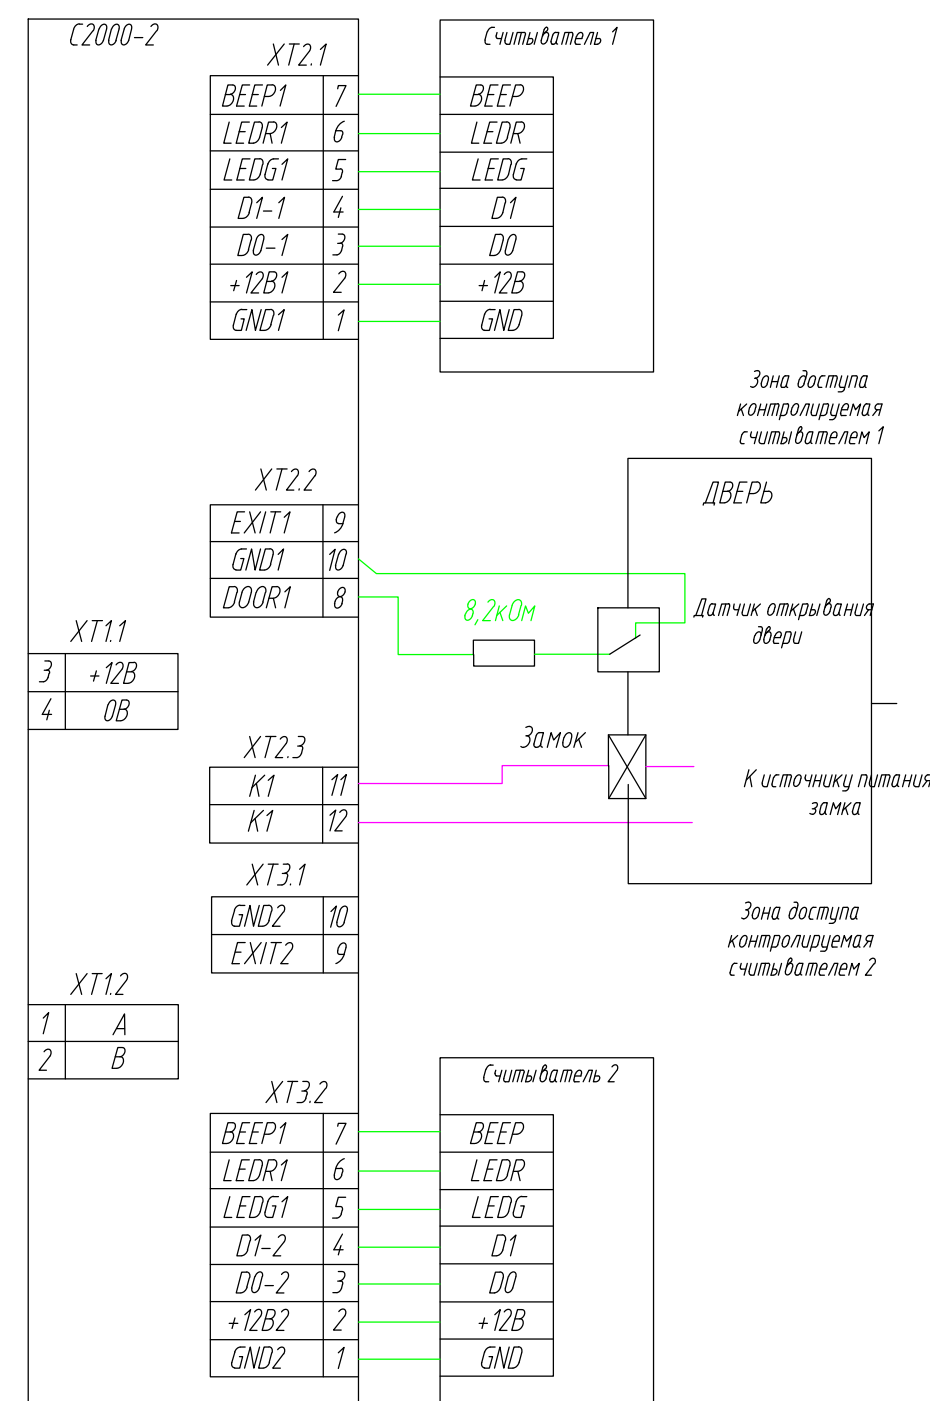 С2000-2
XT2.1
Считыватель 1
BEEP1 7 BEEP
LEDR1 6 LEDR
LEDG1 5 LEDG
D1-1 4 D1
D0-1 3 D0
+12В1 2 +12В
GND1 1 GND
Зона доступа
контролируемая
считывателем 1
XT2.2
ДВЕРЬ
EXIT1 9
GND1 10
DOOR1 8
8,2кОм
Датчик открывания
двери
XT1.1
3 +12В
4 0В
XT2.3
Замок
К1 11
К1 12
К источнику питания
замка
XT3.1
GND2 10
EXIT2 9
Зона доступа
контролируемая
считывателем 2
XT1.2
1 A
2 B
Считыватель 2
XT3.2
BEEP1 7 BEEP
LEDR1 6 LEDR
LEDG1 5 LEDG
D1-2 4 D1
D0-2 3 D0
+12В2 2 +12В
GND2 1 GND